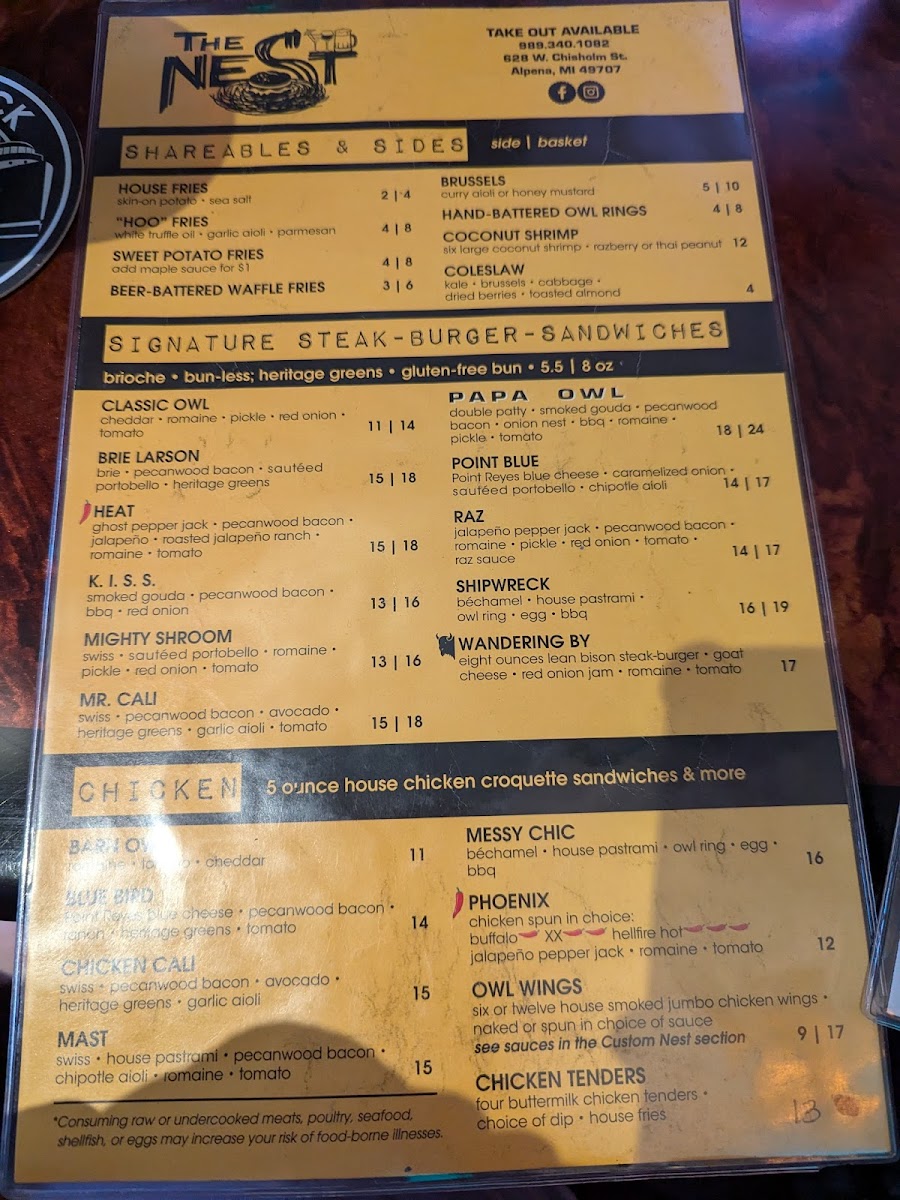 CK
THE
NEST
TAKE OUT AVAILABLE
989.340.1082
628 W. Chisholm St.
Alpena, MI 49707
SHAREABLES & SIDES side | basket
HOUSE FRIES
skin-on potato • sea salt 2 | 4
"HOO" FRIES
white truffle oil • garlic aioli • parmesan 4 | 8
SWEET POTATO FRIES
add maple sauce for $1 4 | 8
BEER-BATTERED WAFFLE FRIES 3 | 6
BRUSSELS
curry aioli or honey mustard 5 | 10
HAND-BATTERED OWL RINGS 4 | 8
COCONUT SHRIMP
six large coconut shrimp • razberry or thai peanut 12
COLESLAW
kale • brussels • cabbage •
dried berries • toasted almond 4
SIGNATURE STEAK-BURGER-SANDWICHES
brioche • bun-less; heritage greens • gluten-free bun • 5.5 | 8 oz
CLASSIC OWL
cheddar • romaine • pickle • red onion •
tomato 11 | 14
BRIE LARSON
brie • pecanwood bacon • sautéed
portobello • heritage greens 15 | 18
HEAT
ghost pepper jack • pecanwood bacon •
jalapeño • roasted jalapeño ranch •
romaine • tomato 15 | 18
K. I. S. S.
smoked gouda • pecanwood bacon •
bbq • red onion 13 | 16
MIGHTY SHROOM
swiss • sautéed portobello • romaine •
pickle • red onion • tomato 13 | 16
MR. CALI
swiss • pecanwood bacon • avocado •
heritage greens • garlic aioli • tomato 15 | 18
PAPA OWL
double patty • smoked gouda • pecanwood
bacon • onion nest • bbq • romaine •
pickle • tomato 18 | 24
POINT BLUE
Point Reyes blue cheese • caramelized onion •
sautéed portobello • chipotle aioli 14 | 17
RAZ
jalapeño pepper jack • pecanwood bacon •
romaine • pickle • red onion • tomato •
raz sauce 14 | 17
SHIPWRECK
béchamel • house pastrami •
owl ring • egg • bbq 16 | 19
WANDERING BY
eight ounces lean bison steak-burger • goat
cheese • red onion jam • romaine • tomato 17
CHICKEN 5 ounce house chicken croquette sandwiches & more
BARN OWL
romaine • tomato • cheddar 11
BLUE BIRD
Point Reyes blue cheese • pecanwood bacon •
ranch • heritage greens • tomato 14
CHICKEN CALI
swiss • pecanwood bacon • avocado •
heritage greens • garlic aioli 15
MAST
swiss • house pastrami • pecanwood bacon •
chipotle aioli • romaine • tomato 15
*Consuming raw or undercooked meats, poultry, seafood,
shellfish, or eggs may increase your risk of food-borne illnesses.
MESSY CHIC
béchamel • house pastrami • owl ring • egg •
bbq 16
PHOENIX
chicken spun in choice:
buffalo XX hellfire hot
jalapeño pepper jack • romaine • tomato 12
OWL WINGS
six or twelve house smoked jumbo chicken wings •
naked or spun in choice of sauce
see sauces in the Custom Nest section 9 | 17
CHICKEN TENDERS
four buttermilk chicken tenders •
choice of dip • house fries 13